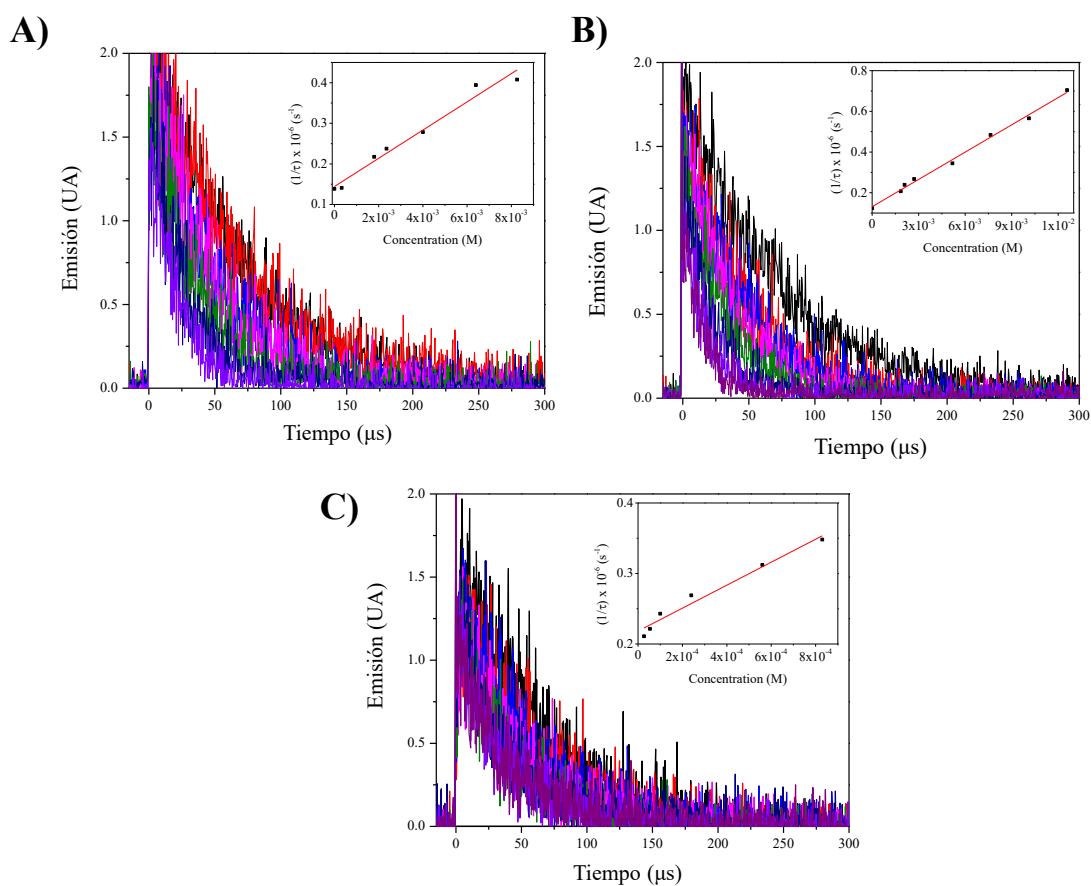 A)
Emisión (UA)
2.0
1.5
1.0
0.5
0.0
0 50 100 150 200 250 300
Tiempo (μs)
(1/τ) x 10⁻⁶ (s⁻¹)
0.4
0.3
0.2
0.1
0 2x10⁻³ 4x10⁻³ 6x10⁻³ 8x10⁻³
Concentration (M)
B)
Emisión (UA)
2.0
1.5
1.0
0.5
0.0
0 50 100 150 200 250 300
Tiempo (μs)
(1/τ) x 10⁻⁶ (s⁻¹)
0.8
0.6
0.4
0.2
0 3x10⁻³ 6x10⁻³ 9x10⁻³ 1x10⁻²
Concentration (M)
C)
Emisión (UA)
2.0
1.5
1.0
0.5
0.0
0 50 100 150 200 250 300
Tiempo (μs)
(1/τ) x 10⁻⁶ (s⁻¹)
0.4
0.3
0.2
0 2x10⁻⁴ 4x10⁻⁴ 6x10⁻⁴ 8x10⁻⁴
Concentration (M)